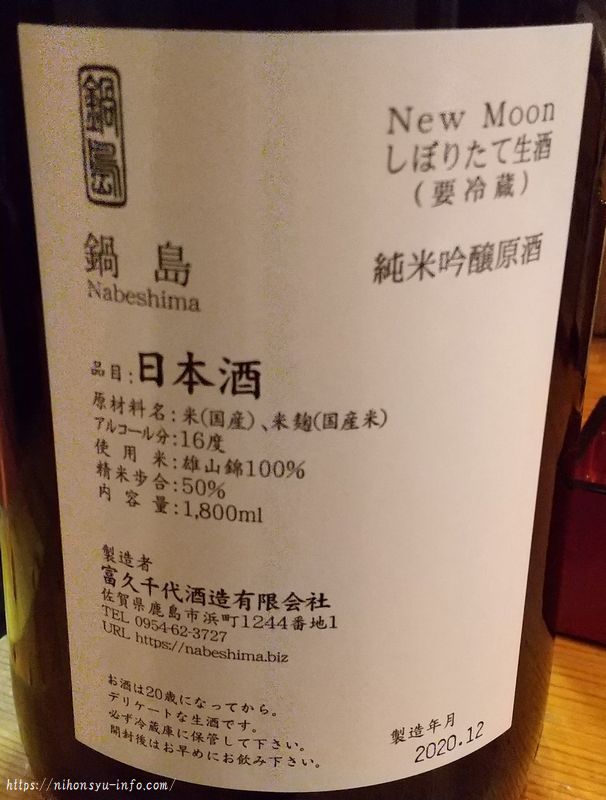 鍋島
New Moon
しぼりたて生酒
(要冷蔵)
鍋島
Nabeshima
純米吟醸原酒
品目:日本酒
原材料名:米(国産)、米麹(国産米)
アルコール分:16度
使用米:雄山錦100%
精米歩合:50%
内容量:1,800ml
製造者
富久千代酒造有限会社
佐賀県鹿島市浜町1244番地1
TEL 0954-62-3727
URL https://nabeshima.biz
お酒は20歳になってから。
デリケートな生酒です。
必ず冷蔵庫に保管して下さい。
開封後はお早めにお飲み下さい。
製造年月
2020.12
https://nihonsyu-info.com/